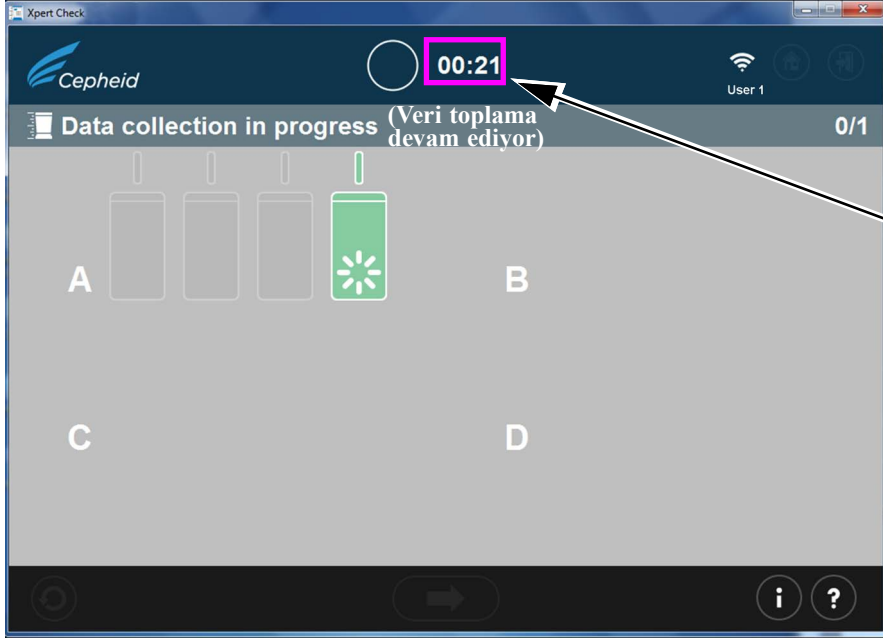 Xpert Check
Cepheid
00:21
User 1
Data collection in progress (Veri toplama
devam ediyor)
0/1
A
B
C
D
i
?